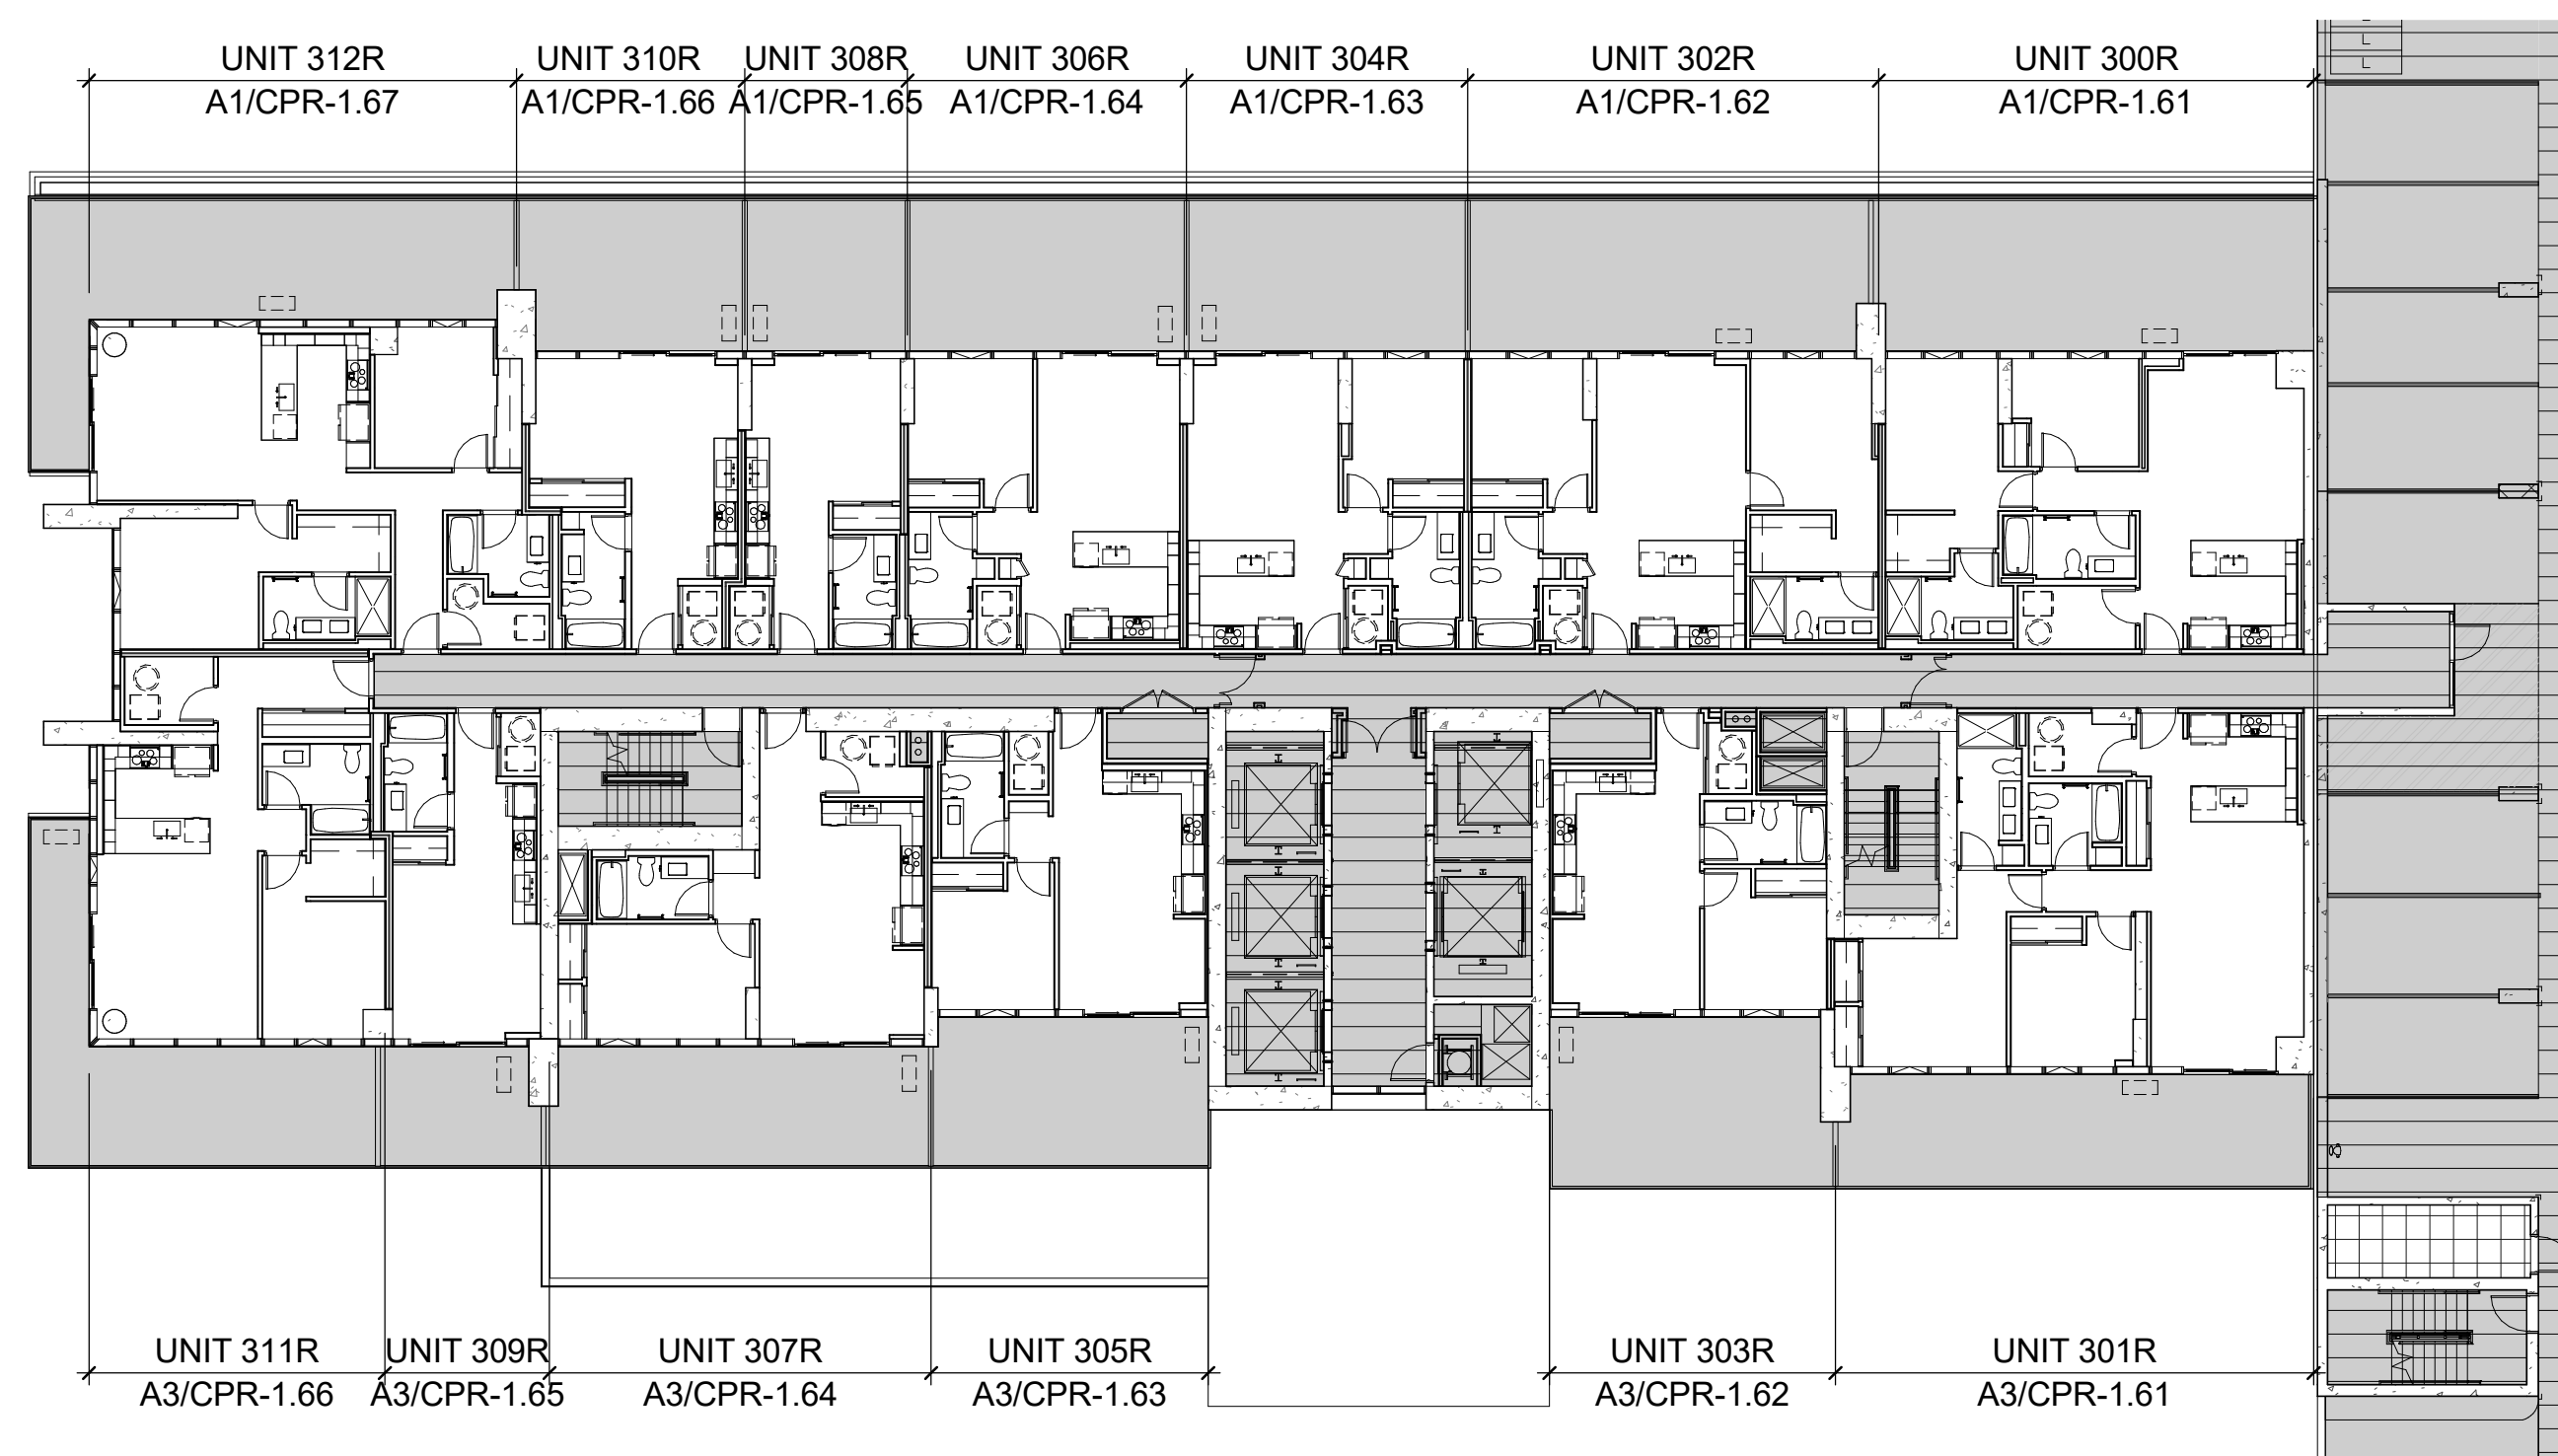 UNIT 312R
A1/CPR-1.67
UNIT 310R
A1/CPR-1.66
UNIT 308R
A1/CPR-1.65
UNIT 306R
A1/CPR-1.64
UNIT 304R
A1/CPR-1.63
UNIT 302R
A1/CPR-1.62
UNIT 300R
A1/CPR-1.61
UNIT 311R
A3/CPR-1.66
UNIT 309R
A3/CPR-1.65
UNIT 307R
A3/CPR-1.64
UNIT 305R
A3/CPR-1.63
UNIT 303R
A3/CPR-1.62
UNIT 301R
A3/CPR-1.61